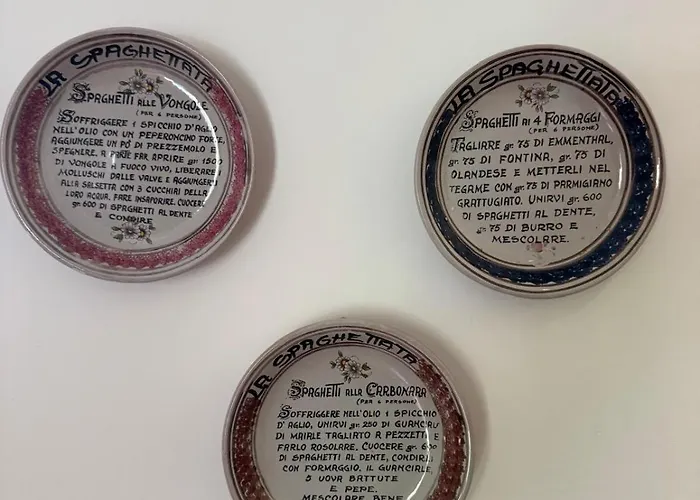 LA SPAGHETTATA
SPAGHETTI ALLE VONGOLE
(PER 6 PERSONE)
SOFFRIGGERE 1 SPICCHIO D'AGLIO
NELL'OLIO CON UN PEPERONCINO FORTE,
AGGIUNGERE UN PO' DI PREZZEMOLO E
SPEGNERE. A PARTE FAR APRIRE gr 1500
DI VONGOLE A FUOCO VIVO, LIBERARE I
MOLLUSCHI DALLE VALVE E AGGIUNGERLI
ALLA SALSETTA CON 3 CUCCHIAI DELLA
LORO ACQUA. FARE INSAPORIRE. CUOCERE
gr. 600 DI SPAGHETTI AL DENTE
E CONDIRE
LA SPAGHETTATA
SPAGHETTI AI 4 FORMAGGI
(PER 6 PERSONE)
TAGLIARE gr. 75 DI EMMENTHAL,
gr. 75 DI FONTINA, gr. 75 DI
OLANDESE E METTERLI NEL
TEGAME CON gr. 75 DI PARMIGIANO
GRATTUGIATO. UNIRVI gr. 600
DI SPAGHETTI AL DENTE,
gr. 75 DI BURRO E
MESCOLARE.
LA SPAGHETTATA
SPAGHETTI ALLA CARBONARA
(PER 6 PERSONE)
SOFFRIGGERE NELL'OLIO 1 SPICCHIO
D'AGLIO, UNIRVI gr. 250 DI GUANCIALE
DI MAIALE TAGLIATO A PEZZETTI E
FARLO ROSOLARE. CUOCERE gr. 600
DI SPAGHETTI AL DENTE, CONDIRLI
CON FORMAGGIO, IL GUANCIALE,
5 UOVA BATTUTE
E PEPE.
MESCOLARE BENE